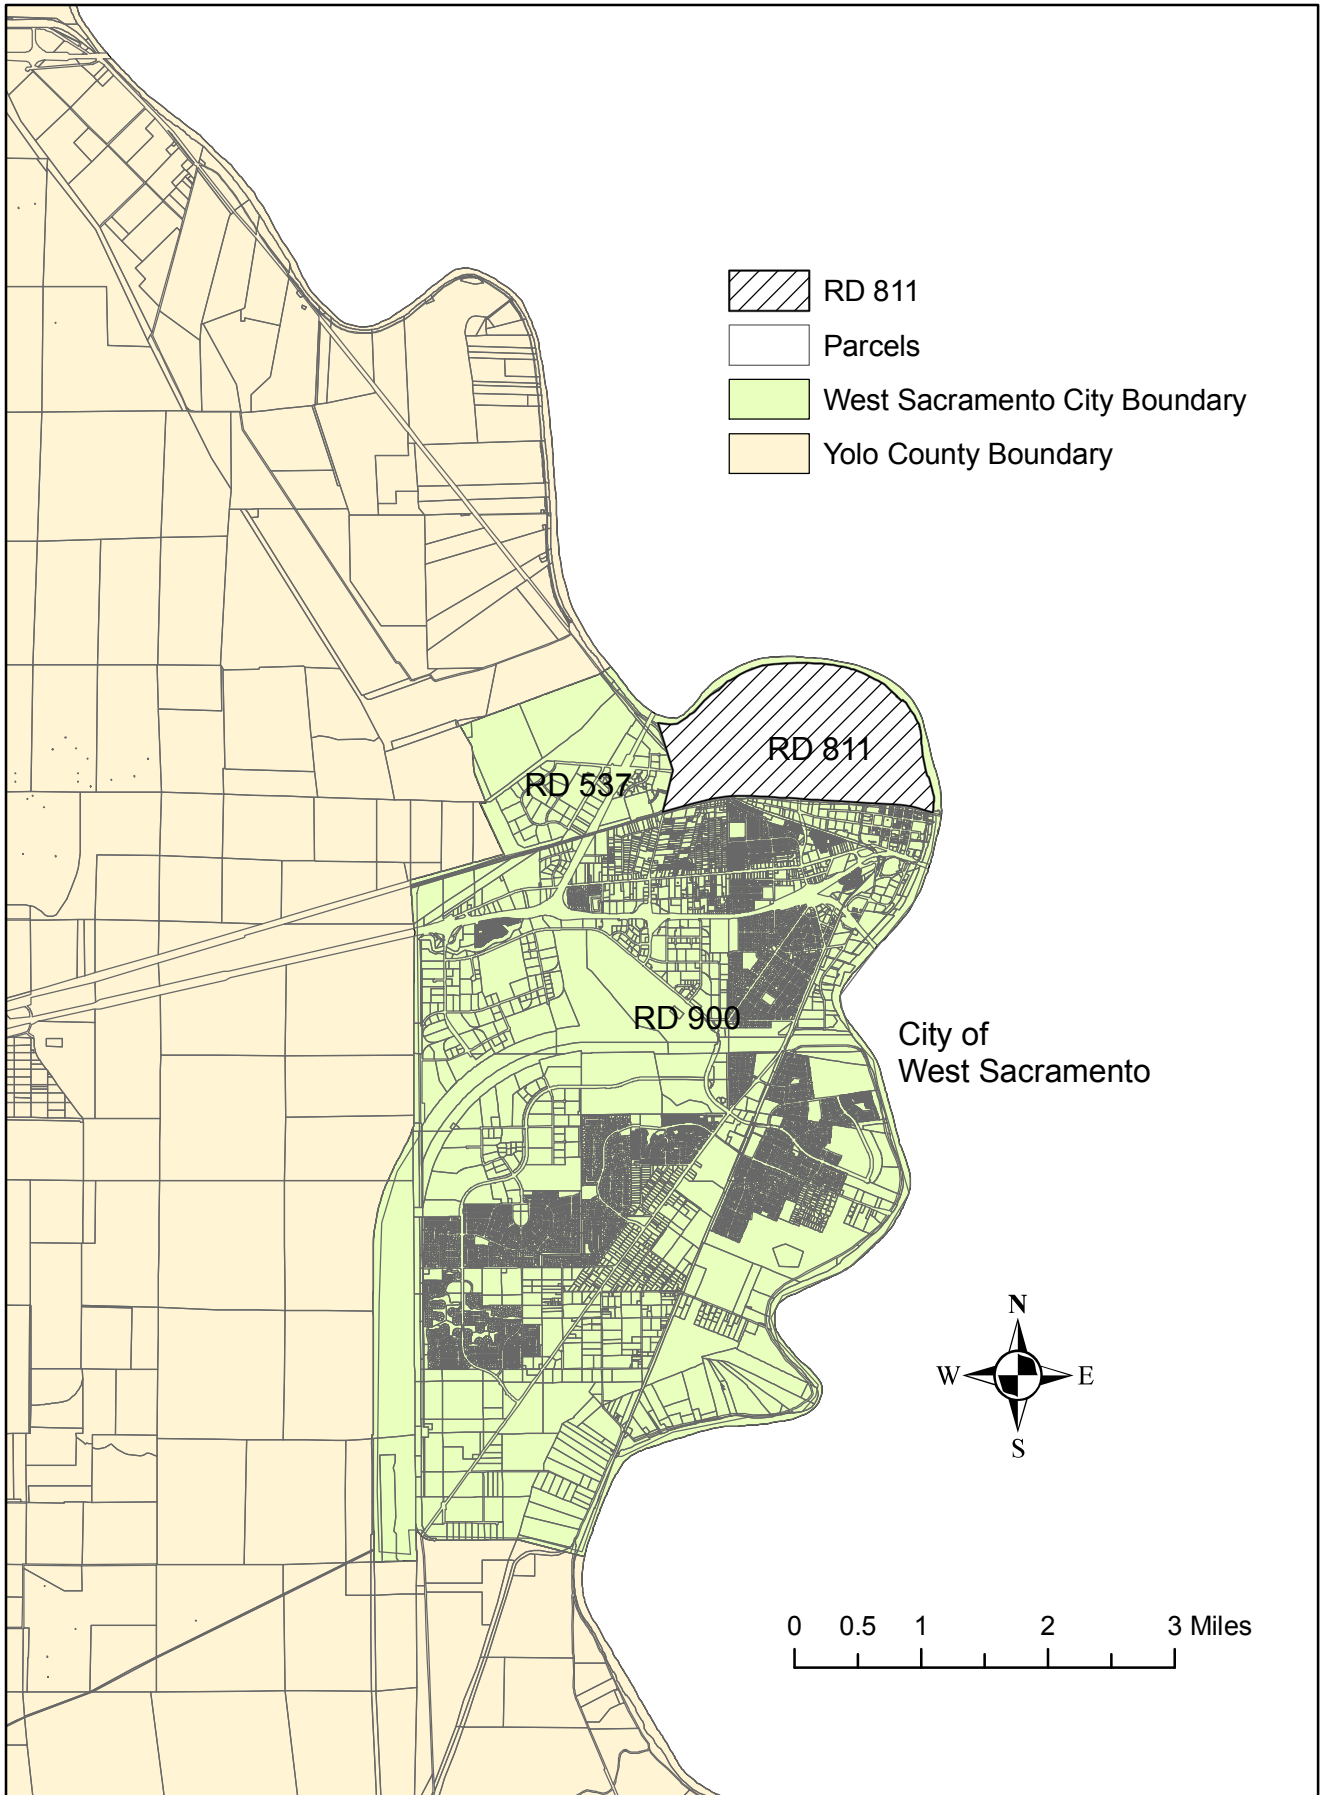 RD 811
Parcels
West Sacramento City Boundary
Yolo County Boundary
RD 811
RD 537
RD 900
City of
West Sacramento
N
W E
S
0 0.5 1 2 3 Miles